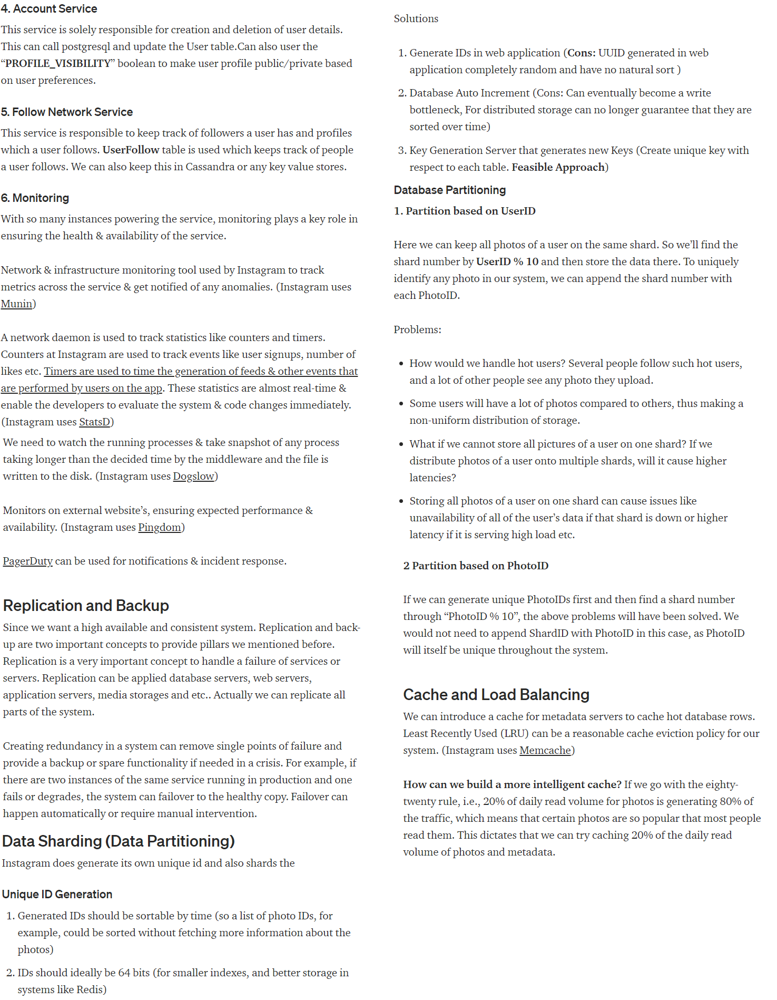 4. Account Service
This service is solely responsible for creation and deletion of user details.
This can call postgresql and update the User table.Can also user the
“PROFILE_VISIBILITY” boolean to make user profile public/private based
on user preferences.
5. Follow Network Service
This service is responsible to keep track of followers a user has and profiles
which a user follows. UserFollow table is used which keeps track of people
a user follows. We can also keep this in Cassandra or any key value stores.
6. Monitoring
With so many instances powering the service, monitoring plays a key role in
ensuring the health & availability of the service.
Network & infrastructure monitoring tool used by Instagram to track
metrics across the service & get notified of any anomalies. (Instagram uses
Munin)
A network daemon is used to track statistics like counters and timers.
Counters at Instagram are used to track events like user signups, number of
likes etc. Timers are used to time the generation of feeds & other events that
are performed by users on the app. These statistics are almost real-time &
enable the developers to evaluate the system & code changes immediately.
(Instagram uses StatsD)
We need to watch the running processes & take snapshot of any process
taking longer than the decided time by the middleware and the file is
written to the disk. (Instagram uses Dogslow)
Monitors on external website’s, ensuring expected performance &
availability. (Instagram uses Pingdom)
PagerDuty can be used for notifications & incident response.
Replication and Backup
Since we want a high available and consistent system. Replication and back-
up are two important concepts to provide pillars we mentioned before.
Replication is a very important concept to handle a failure of services or
servers. Replication can be applied database servers, web servers,
application servers, media storages and etc.. Actually we can replicate all
parts of the system.
Creating redundancy in a system can remove single points of failure and
provide a backup or spare functionality if needed in a crisis. For example, if
there are two instances of the same service running in production and one
fails or degrades, the system can failover to the healthy copy. Failover can
happen automatically or require manual intervention.
Data Sharding (Data Partitioning)
Instagram does generate its own unique id and also shards the
Unique ID Generation
1. Generated IDs should be sortable by time (so a list of photo IDs, for
example, could be sorted without fetching more information about the
photos)
2. IDs should ideally be 64 bits (for smaller indexes, and better storage in
systems like Redis)
Solutions
1. Generate IDs in web application (Cons: UUID generated in web
application completely random and have no natural sort )
2. Database Auto Increment (Cons: Can eventually become a write
bottleneck, For distributed storage can no longer guarantee that they are
sorted over time)
3. Key Generation Server that generates new Keys (Create unique key with
respect to each table. Feasible Approach)
Database Partitioning
1. Partition based on UserID
Here we can keep all photos of a user on the same shard. So we’ll find the
shard number by UserID % 10 and then store the data there. To uniquely
identify any photo in our system, we can append the shard number with
each PhotoID.
Problems:
• How would we handle hot users? Several people follow such hot users,
and a lot of other people see any photo they upload.
• Some users will have a lot of photos compared to others, thus making a
non-uniform distribution of storage.
• What if we cannot store all pictures of a user on one shard? If we
distribute photos of a user onto multiple shards, will it cause higher
latencies?
• Storing all photos of a user on one shard can cause issues like
unavailability of all of the user’s data if that shard is down or higher
latency if it is serving high load etc.
2 Partition based on PhotoID
If we can generate unique PhotoIDs first and then find a shard number
through “PhotoID % 10”, the above problems will have been solved. We
would not need to append ShardID with PhotoID in this case, as PhotoID
will itself be unique throughout the system.
Cache and Load Balancing
We can introduce a cache for metadata servers to cache hot database rows.
Least Recently Used (LRU) can be a reasonable cache eviction policy for our
system. (Instagram uses Memcache)
How can we build a more intelligent cache? If we go with the eighty-
twenty rule, i.e., 20% of daily read volume for photos is generating 80% of
the traffic, which means that certain photos are so popular that most people
read them. This dictates that we can try caching 20% of the daily read
volume of photos and metadata.